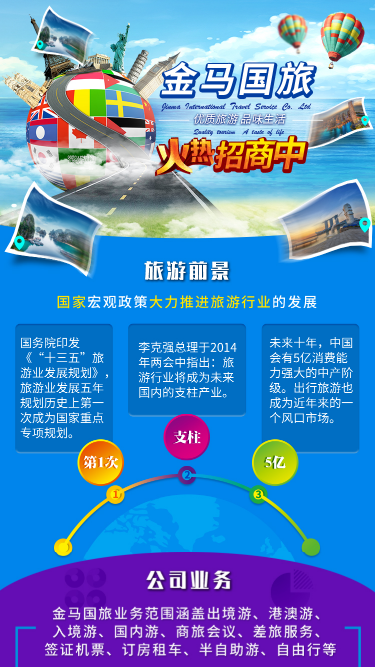 金马国旅
Jinma International Travel Service Co. Ltd
优质旅游 品味生活
Quality tourism A taste of life
火热招商中
旅游前景
国家宏观政策大力推进旅游行业的发展
国务院印发
《“十三五”旅
游业发展规划》，
旅游业发展五年
规划历史上第一
次成为国家重点
专项规划。
李克强总理于2014
年两会中指出：旅
游行业将成为未来
国内的支柱产业。
未来十年，中国
会有5亿消费能
力强大的中产阶
级。出行旅游也
成为近年来的一
个风口市场。
第1次
支柱
5亿
1
2
3
公司业务
金马国旅业务范围涵盖出境游、港澳游、
入境游、国内游、商旅会议、差旅服务、
签证机票、订房租车、半自助游、自由行等